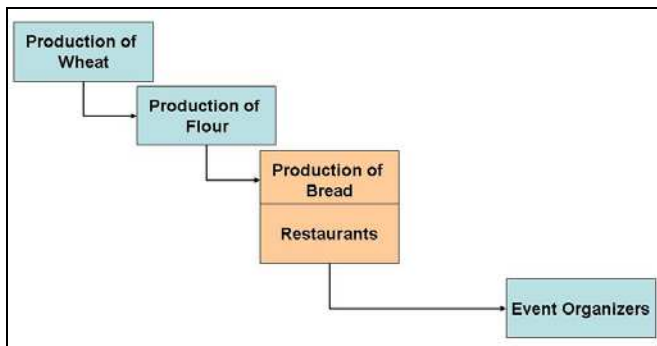 Production of
Wheat
Production of
Flour
Production of
Bread
Restaurants
Event Organizers